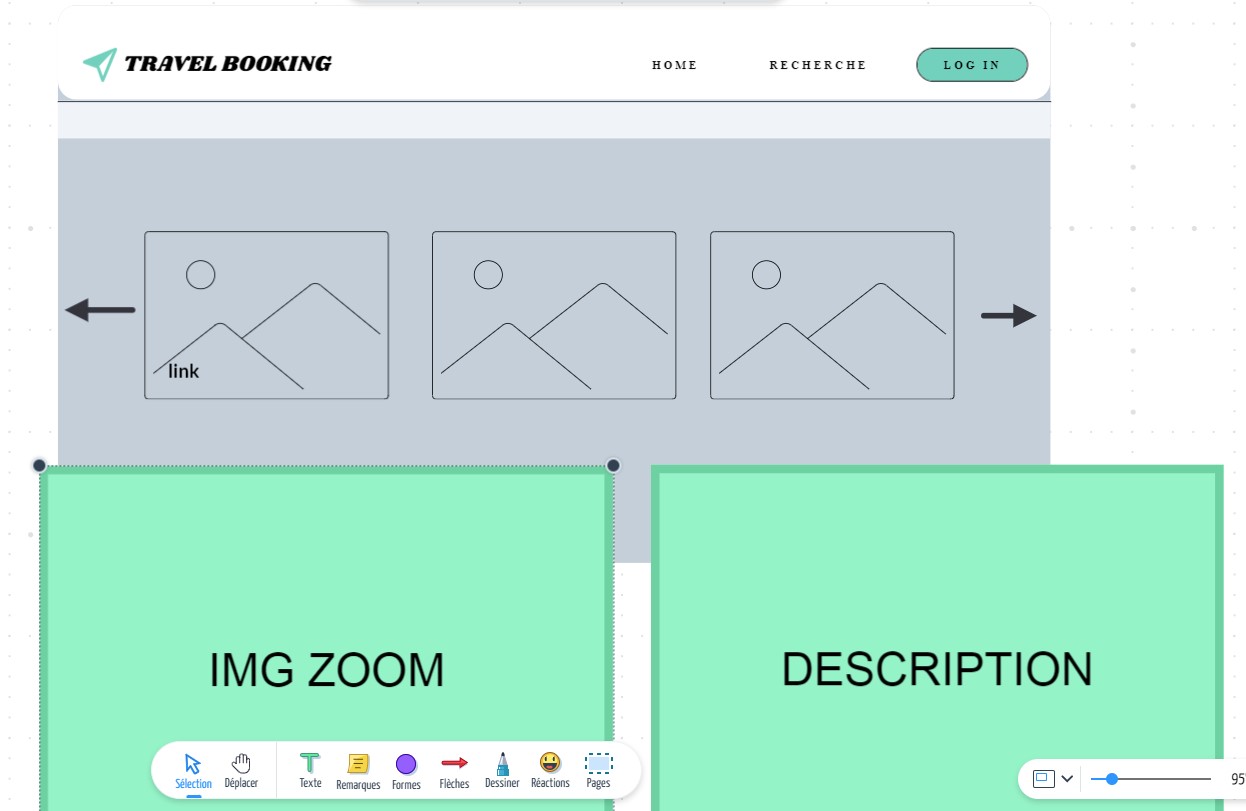 TRAVEL BOOKING
HOME
RECHERCHE
LOG IN
link
IMG ZOOM
DESCRIPTION
Sélection
Déplacer
Texte
Remarques
Formes
Flèches
Dessiner
Réactions
Pages